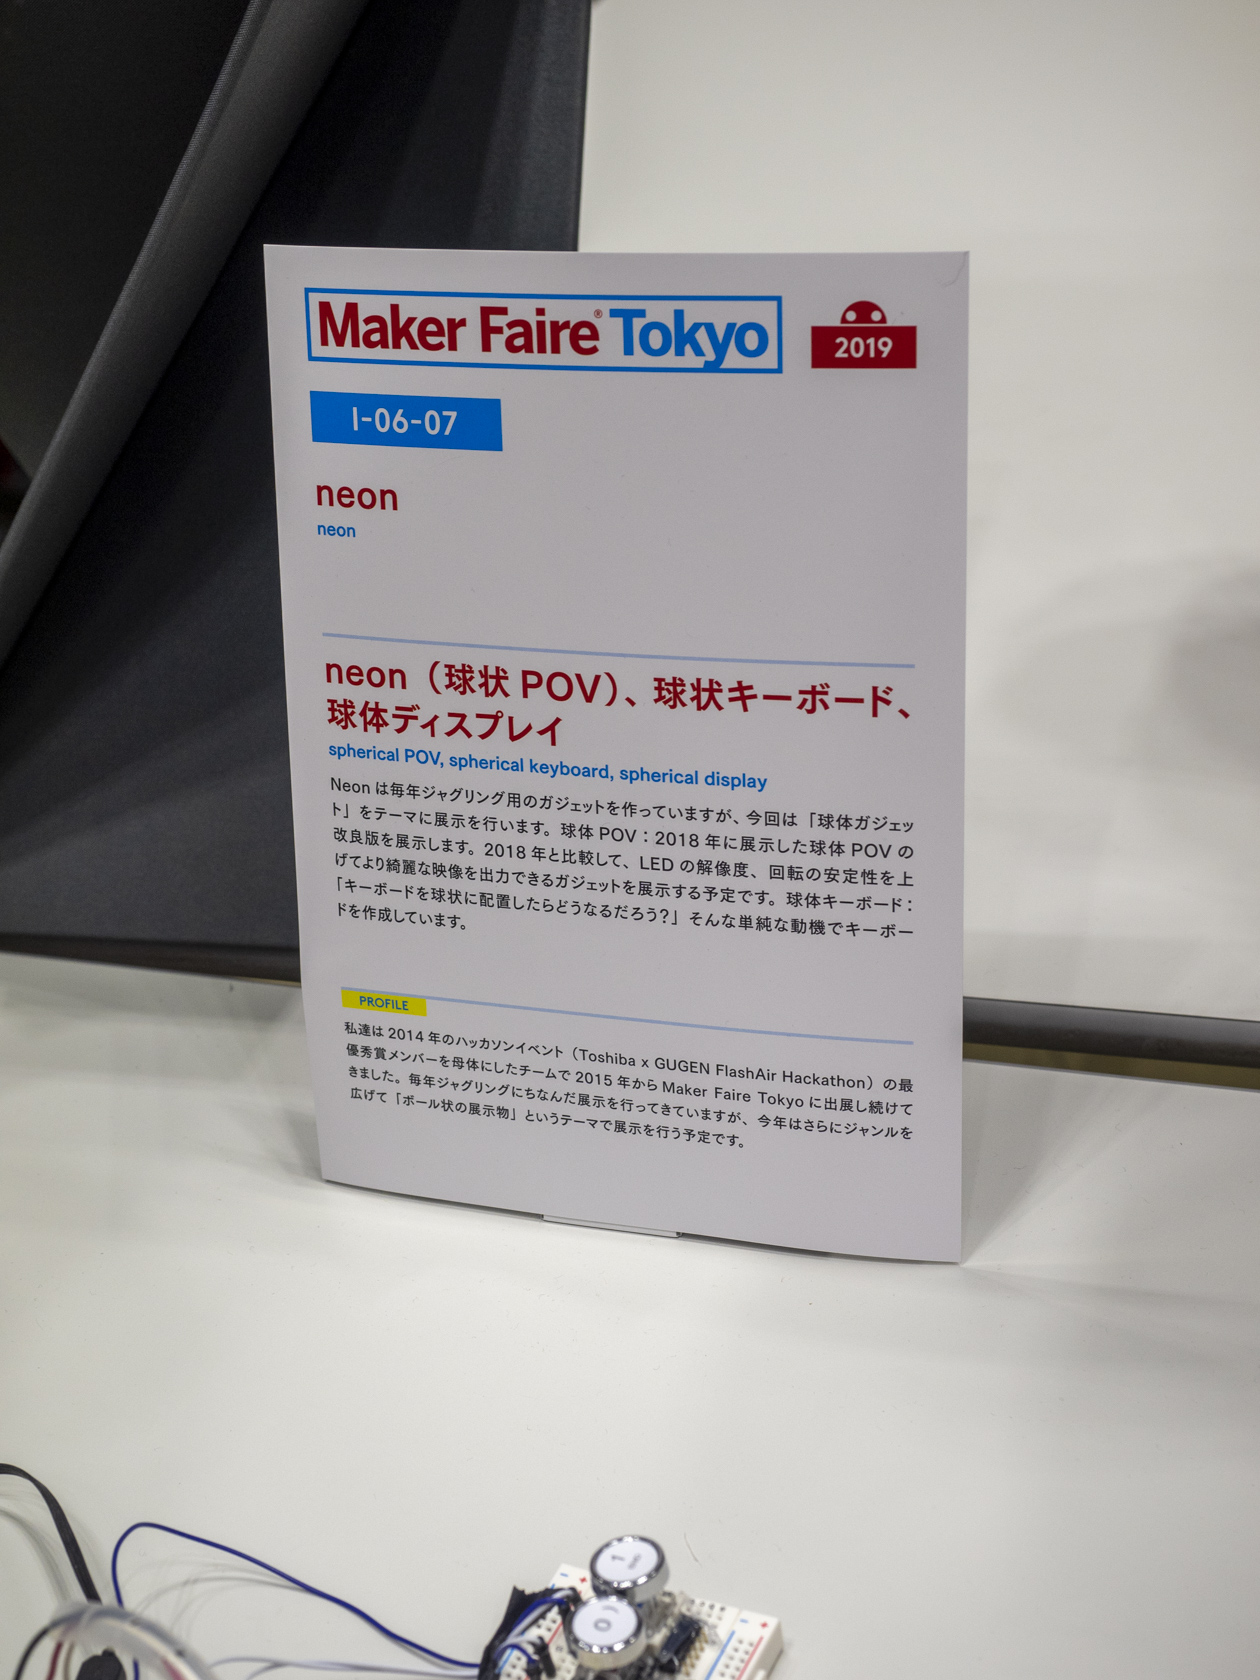 Maker Faire® Tokyo
2019
I-06-07
neon
neon
neon（球状 POV）、球状キーボード、
球体ディスプレイ
spherical POV, spherical keyboard, spherical display
Neon は毎年ジャグリング用のガジェットを作っていますが、今回は「球体ガジェッ
ト」をテーマに展示を行います。球体 POV：2018 年に展示した球体 POV の
改良版を展示します。2018 年と比較して、LED の解像度、回転の安定性を上
げてより綺麗な映像を出力できるガジェットを展示する予定です。球体キーボード：
「キーボードを球状に配置したらどうなるだろう？」そんな単純な動機でキーボー
ドを作成しています。
PROFILE
私達は 2014 年のハッカソンイベント（Toshiba x GUGEN FlashAir Hackathon）の最
優秀賞メンバーを母体にしたチームで 2015 年から Maker Faire Tokyo に出展し続けて
きました。毎年ジャグリングにちなんだ展示を行ってきていますが、今年はさらにジャンルを
広げて「ボール状の展示物」というテーマで展示を行う予定です。
1
0